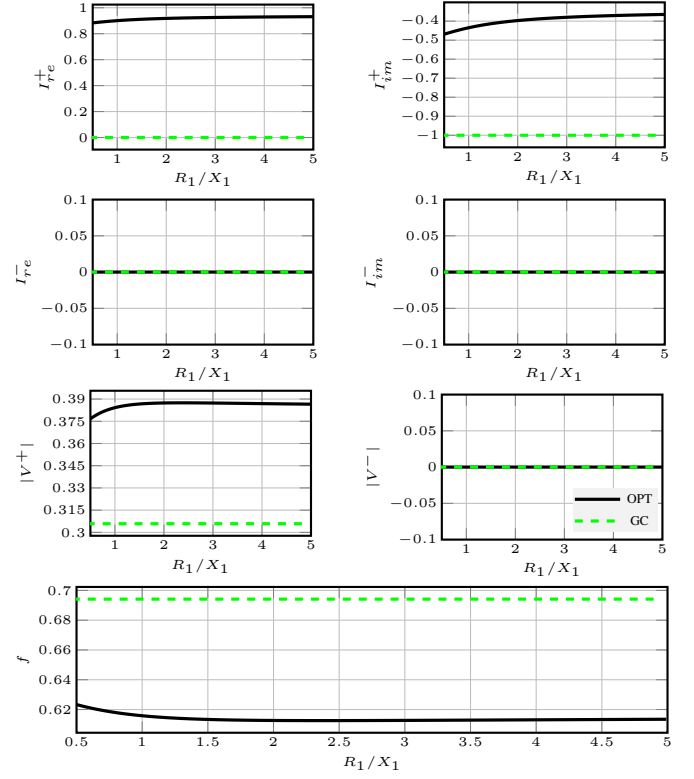 1
0.8
0.6
0.4
0.2
0
I_{re}^{+}
1 2 3 4 5
R_1/X_1
−0.4
−0.5
−0.6
−0.7
−0.8
−0.9
−1
I_{im}^{+}
1 2 3 4 5
R_1/X_1
0.1
0.05
0
−0.05
−0.1
I_{re}^{−}
1 2 3 4 5
R_1/X_1
0.1
0.05
0
−0.05
−0.1
I_{im}^{−}
1 2 3 4 5
R_1/X_1
0.39
0.375
0.36
0.345
0.33
0.315
0.3
|V^{+}|
1 2 3 4 5
R_1/X_1
0.1
0.05
0
−0.05
−0.1
|V^{−}|
OPT
GC
1 2 3 4 5
R_1/X_1
0.7
0.68
0.66
0.64
0.62
f
0.5 1 1.5 2 2.5 3 3.5 4 4.5 5
R_1/X_1